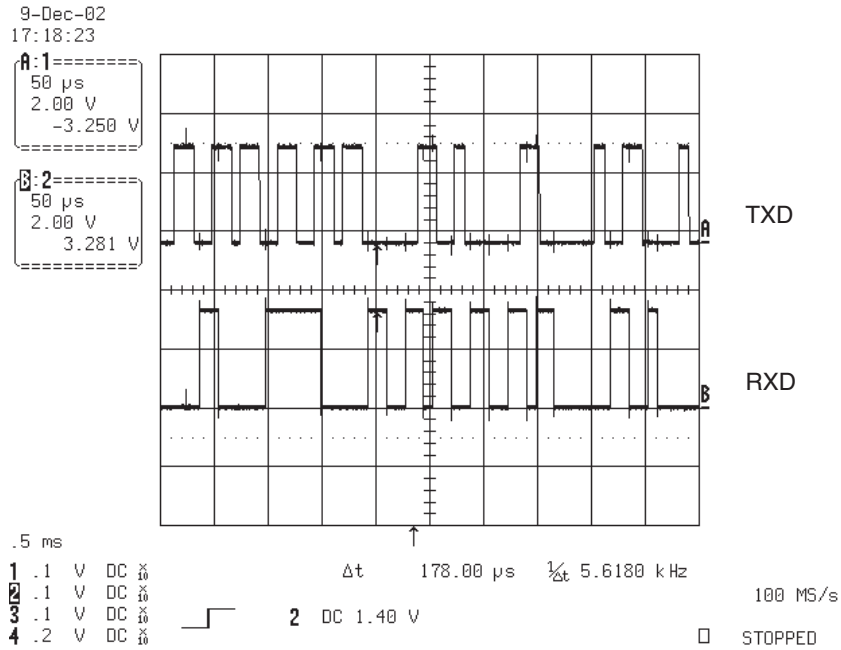 9-Dec-02
17:18:23
A:1
50 µs
2.00 V
-3.250 V
B:2
50 µs
2.00 V
3.281 V
A
TXD
B
RXD
.5 ms
1 .1 V DC X10
2 .1 V DC X10
3 .1 V DC X10
4 .2 V DC X10
Δt 178.00 µs 1/Δt 5.6180 kHz
2 DC 1.40 V
100 MS/s
STOPPED